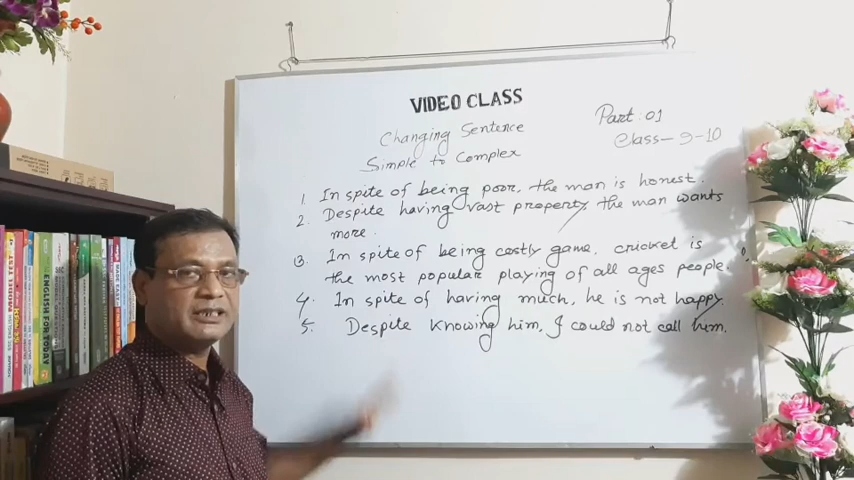 VIDEO CLASS
Part: 01
Changing Sentence
Class-9-10
Simple to Complex
1. In spite of being poor, the man is honest.
2. Despite having vast property, the man wants
more.
3. In spite of being costly game, cricket is
the most popular playing of all ages people.
4. In spite of having much, he is not happy.
5. Despite knowing him, I could not call him.
ENGLISH FOR TODAY